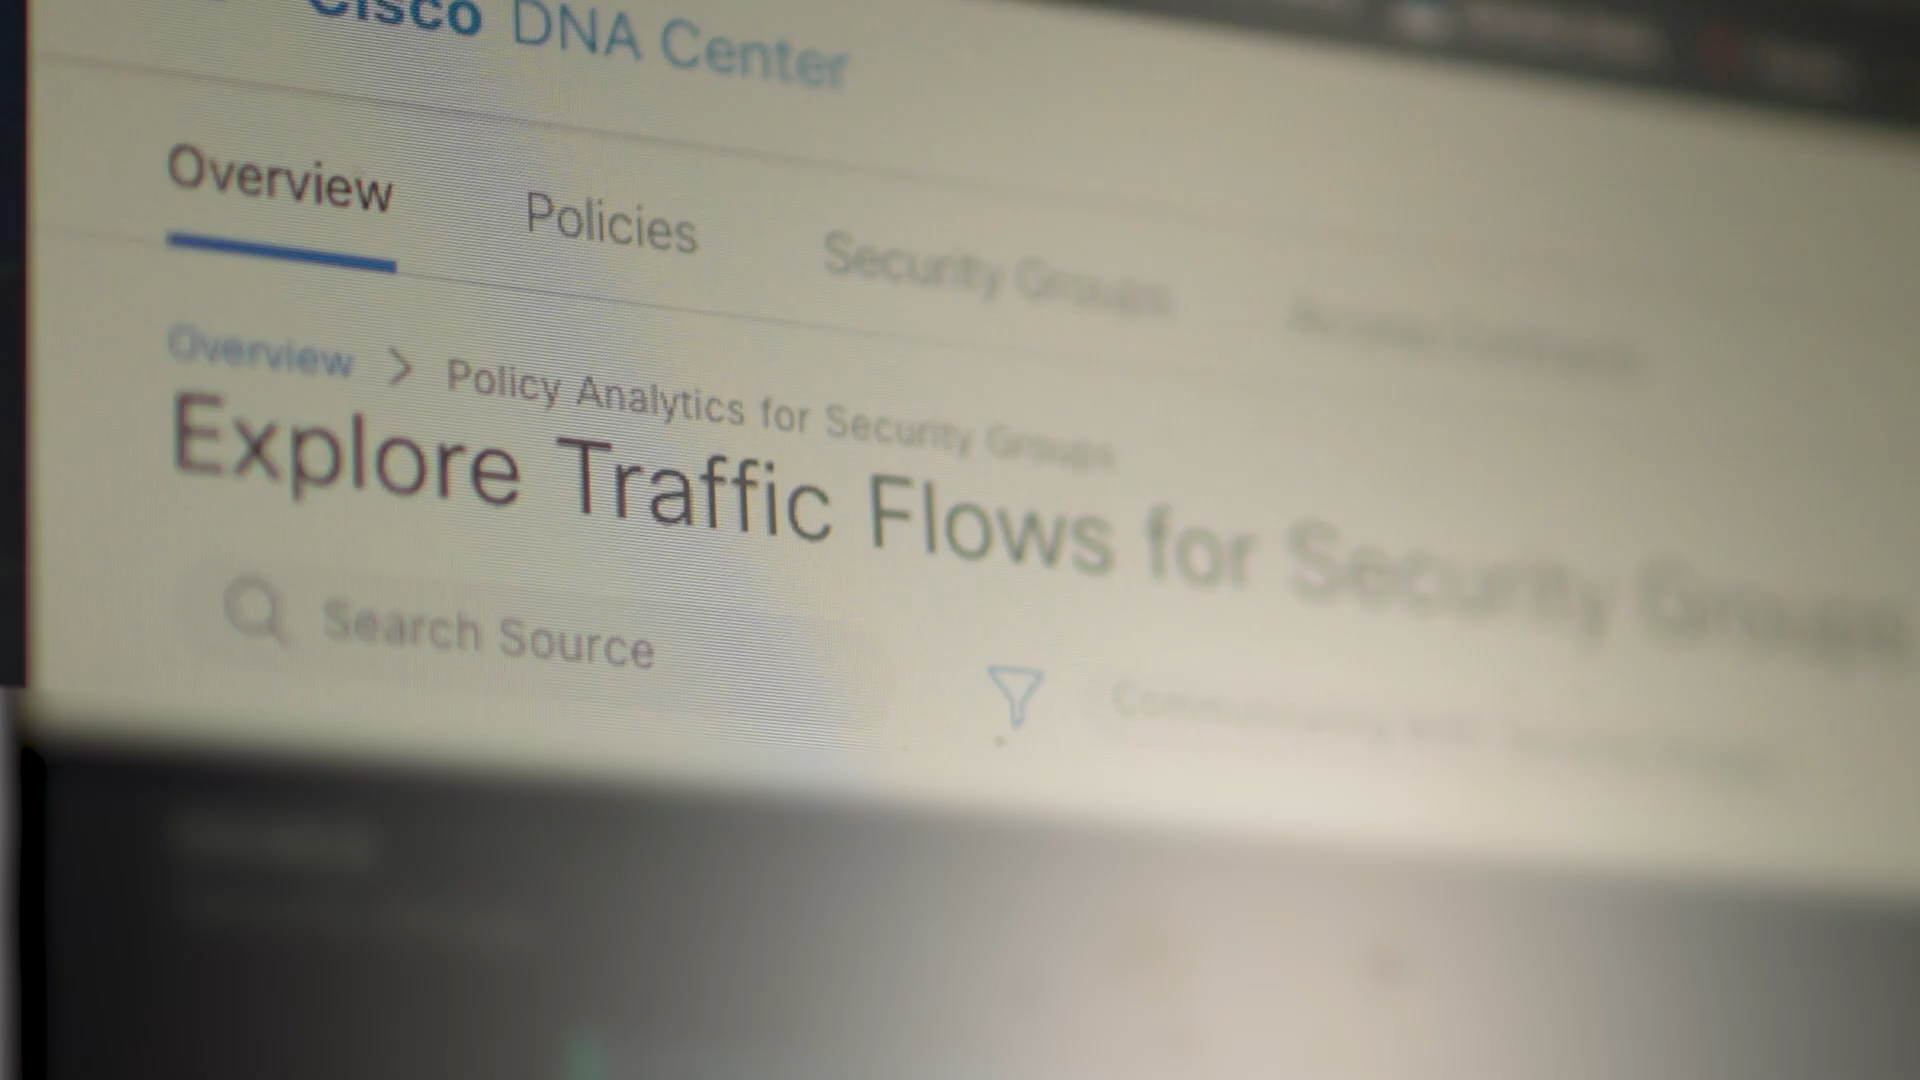 Cisco DNA Center
Overview Policies Security Groups
Overview > Policy Analytics for Security Groups
Explore Traffic Flows for Security Groups
Search Source